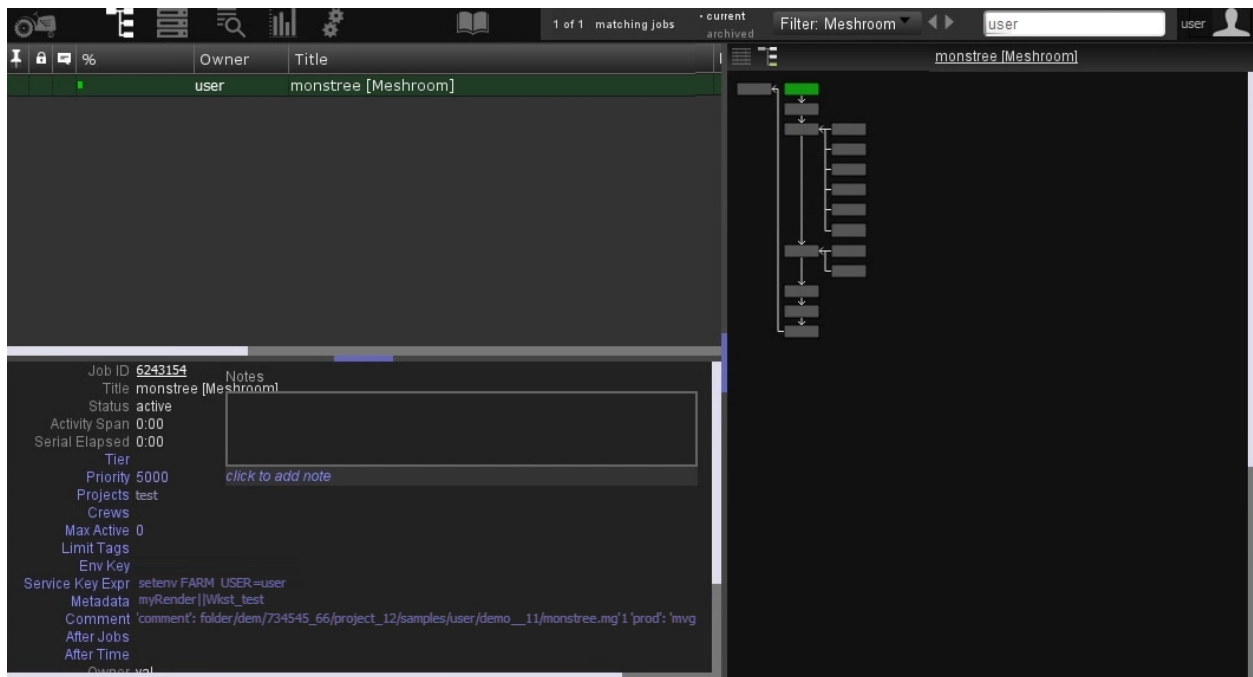 1 of 1 matching jobs
· current
archived
Filter: Meshroom
user
user
% Owner Title
user monstree [Meshroom]
monstree [Meshroom]
Job ID 6243154
Title monstree [Meshroom]
Status active
Activity Span 0:00
Serial Elapsed 0:00
Tier
Priority 5000
Projects test
Crews
Max Active 0
Limit Tags
Env Key
Service Key Expr setenv FARM USER=user
Metadata myRender||Wkst_test
Comment 'comment': folder/dem/734545_66/project_12/samples/user/demo__11/monstree.mg'1 'prod': 'mvg
After Jobs
After Time
Owner val
Notes
click to add note